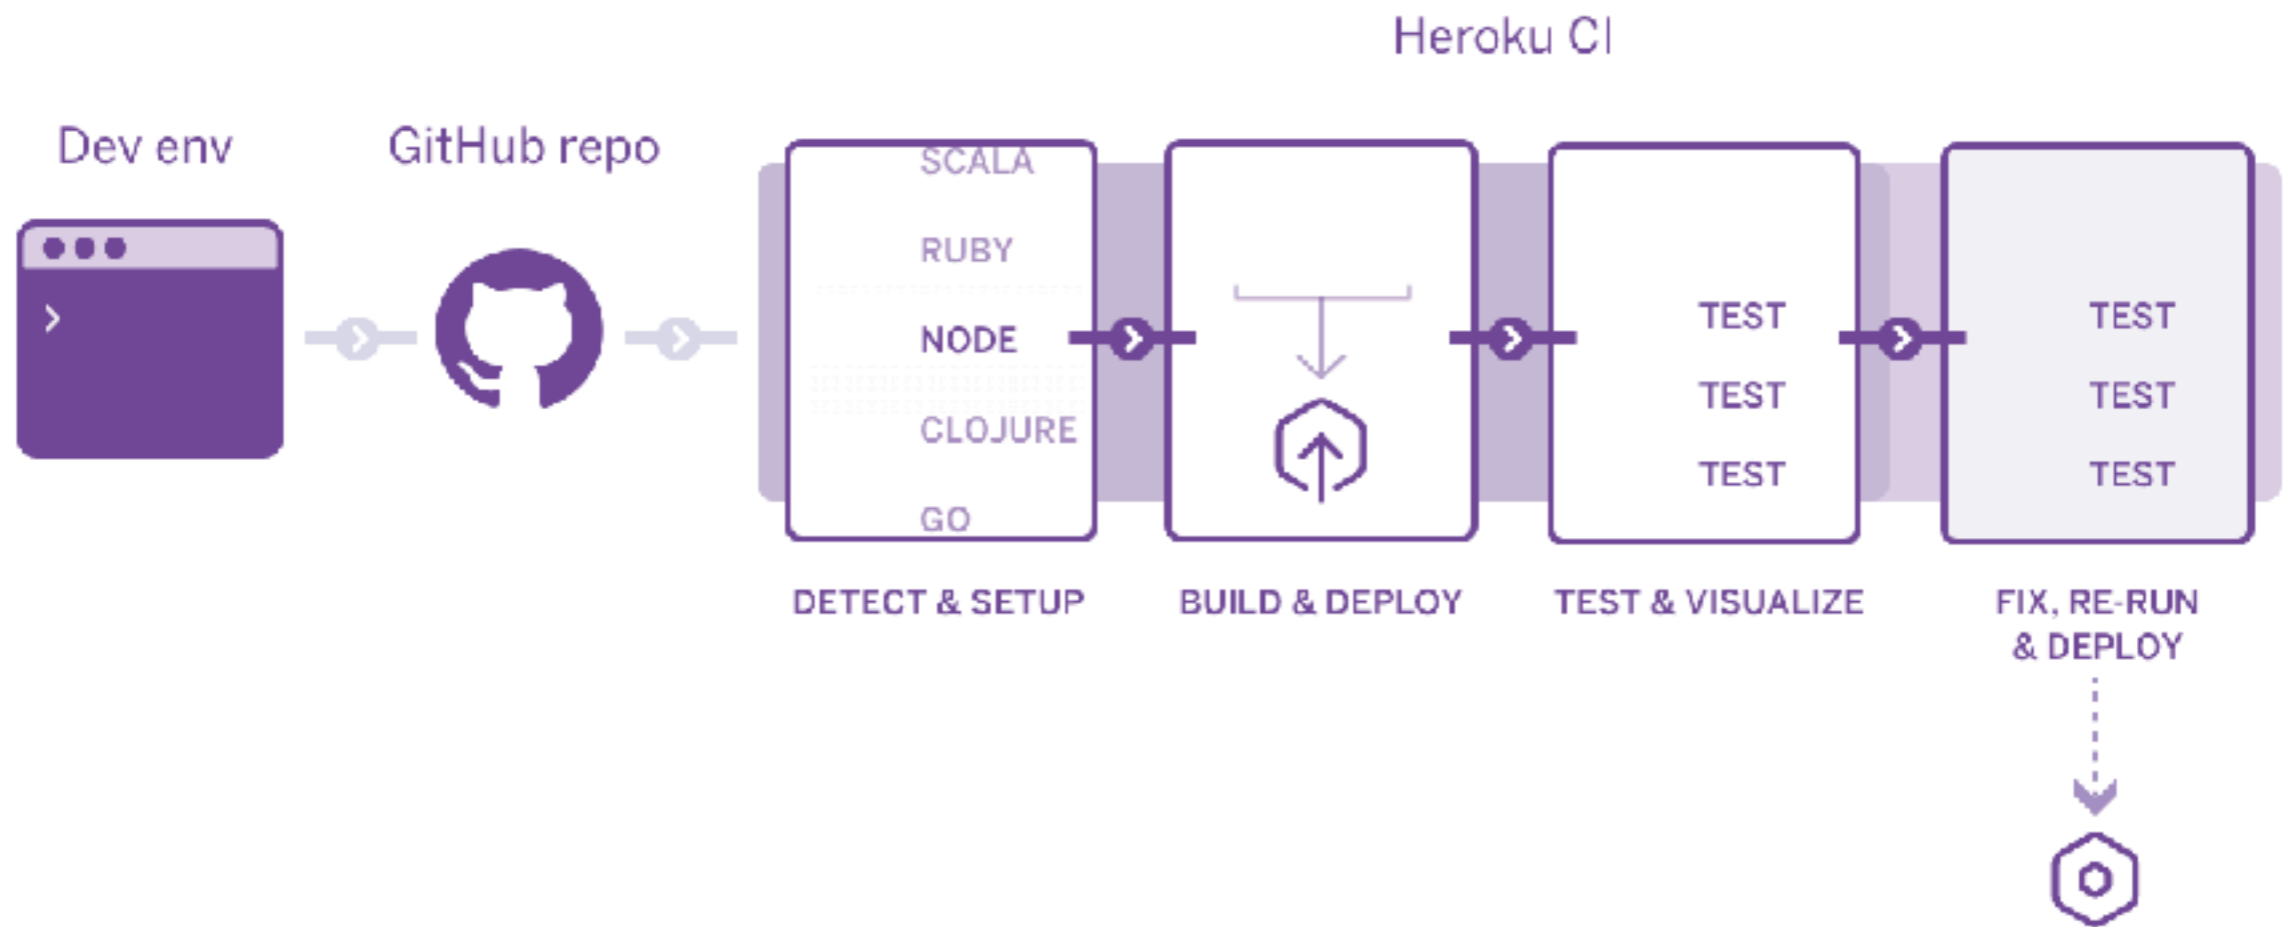 Heroku CI
Dev env
GitHub repo
SCALA
RUBY
NODE
CLOJURE
GO
TEST
TEST
TEST
TEST
TEST
TEST
DETECT & SETUP
BUILD & DEPLOY
TEST & VISUALIZE
FIX, RE-RUN
& DEPLOY